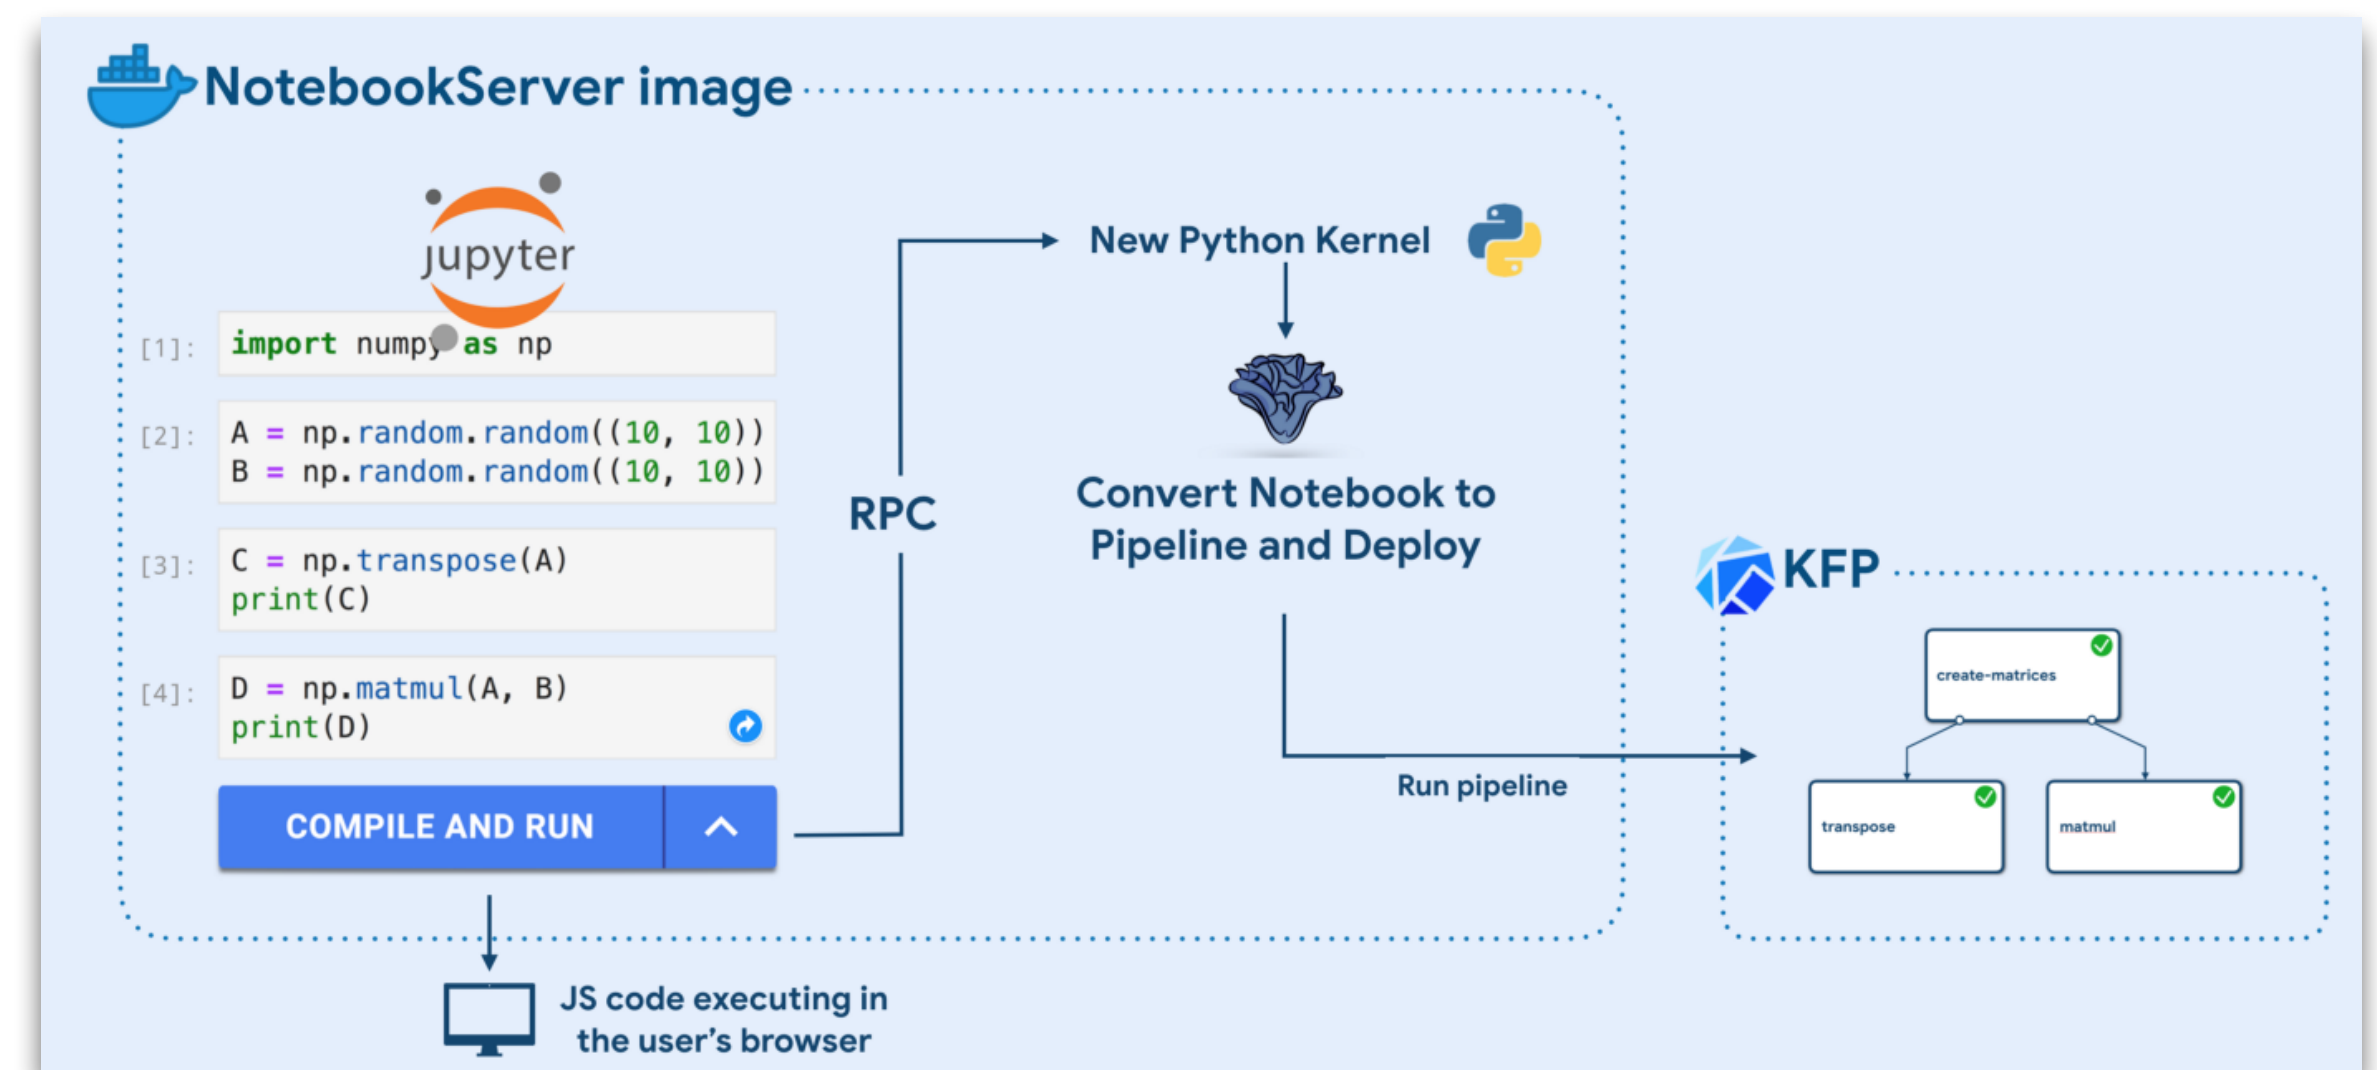 NotebookServer image
jupyter
[1]: import numpy as np
[2]: A = np.random.random((10, 10))
B = np.random.random((10, 10))
[3]: C = np.transpose(A)
print(C)
[4]: D = np.matmul(A, B)
print(D)
COMPILE AND RUN
JS code executing in
the user's browser
RPC
New Python Kernel
Convert Notebook to
Pipeline and Deploy
Run pipeline
KFP
create-matrices
transpose
matmul